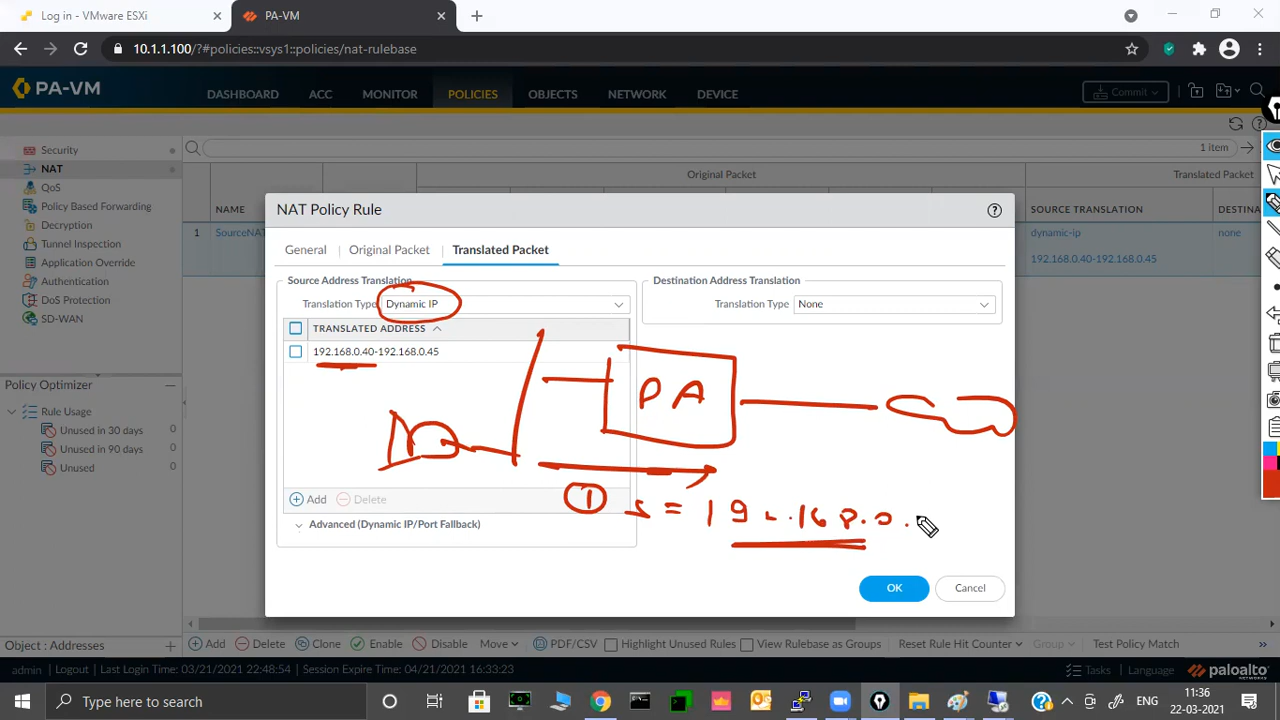 Log in - VMware ESXi
PA-VM
10.1.1.100/?#policies::vsys1::policies/nat-rulebase
PA-VM
DASHBOARD ACC MONITOR POLICIES OBJECTS NETWORK DEVICE
Commit
Security
NAT
QoS
Policy Based Forwarding
Decryption
Tunnel Inspection
Application Override
Authentication
DoS Protection
SD-WAN
Policy Optimizer
Rule Usage
Unused in 30 days
Unused in 90 days
Unused
Object : Addresses
1 item
Original Packet
Translated Packet
NAME
SOURCE TRANSLATION
DESTINA
1 SourceNAT
dynamic-ip
none
192.168.0.40-192.168.0.45
NAT Policy Rule
General Original Packet Translated Packet
Source Address Translation
Translation Type Dynamic IP
TRANSLATED ADDRESS
192.168.0.40-192.168.0.45
Add Delete
Advanced (Dynamic IP/Port Fallback)
Destination Address Translation
Translation Type None
PA
1 S = 192.168.0.
OK Cancel
Add Delete Clone Enable Disable Move PDF/CSV Highlight Unused Rules View Rulebase as Groups Reset Rule Hit Counter Group Test Policy Match
admin Logout Last Login Time: 03/21/2021 22:48:54 Session Expire Time: 04/21/2021 16:33:23
Tasks Language paloalto
NETWORKS
Type here to search
ENG
11:36
22-03-2021